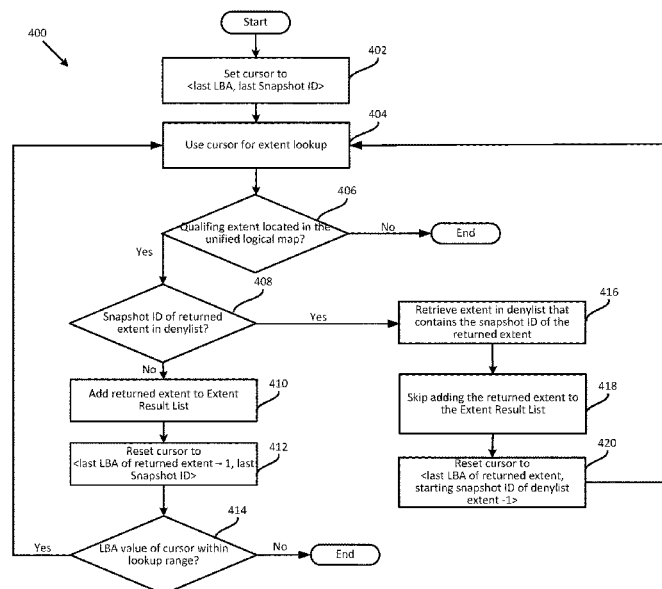 400
Start
402
Set cursor to
<last LBA, last Snapshot ID>
404
Use cursor for extent lookup
406
Qualifing extent located in the
unified logical map?
No
End
Yes
408
Snapshot ID of returned
extent in denylist?
Yes
416
Retrieve extent in denylist that
contains the snapshot ID of the
returned extent
No
410
Add returned extent to Extent
Result List
418
Skip adding the returned extent to
the Extent Result List
412
Reset cursor to
<last LBA of returned extent – 1, last
Snapshot ID>
420
Reset cursor to
<last LBA of returned extent,
starting snapshot ID of denylist
extent -1>
414
LBA value of cursor within
lookup range?
Yes
No
End